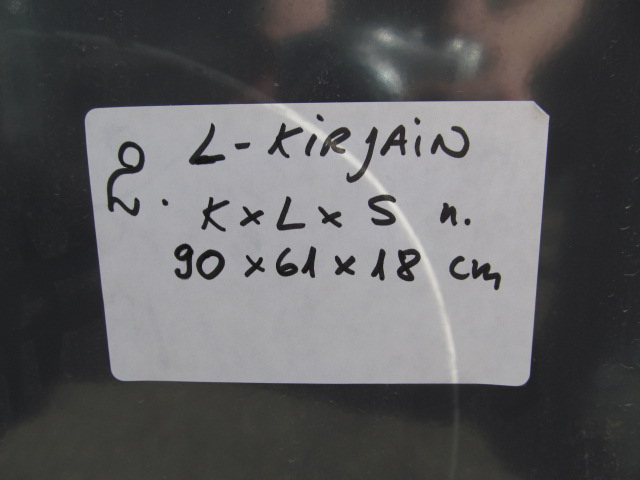 2. L-KIRJAIN
K x L x S n.
90 x 61 x 18 cm